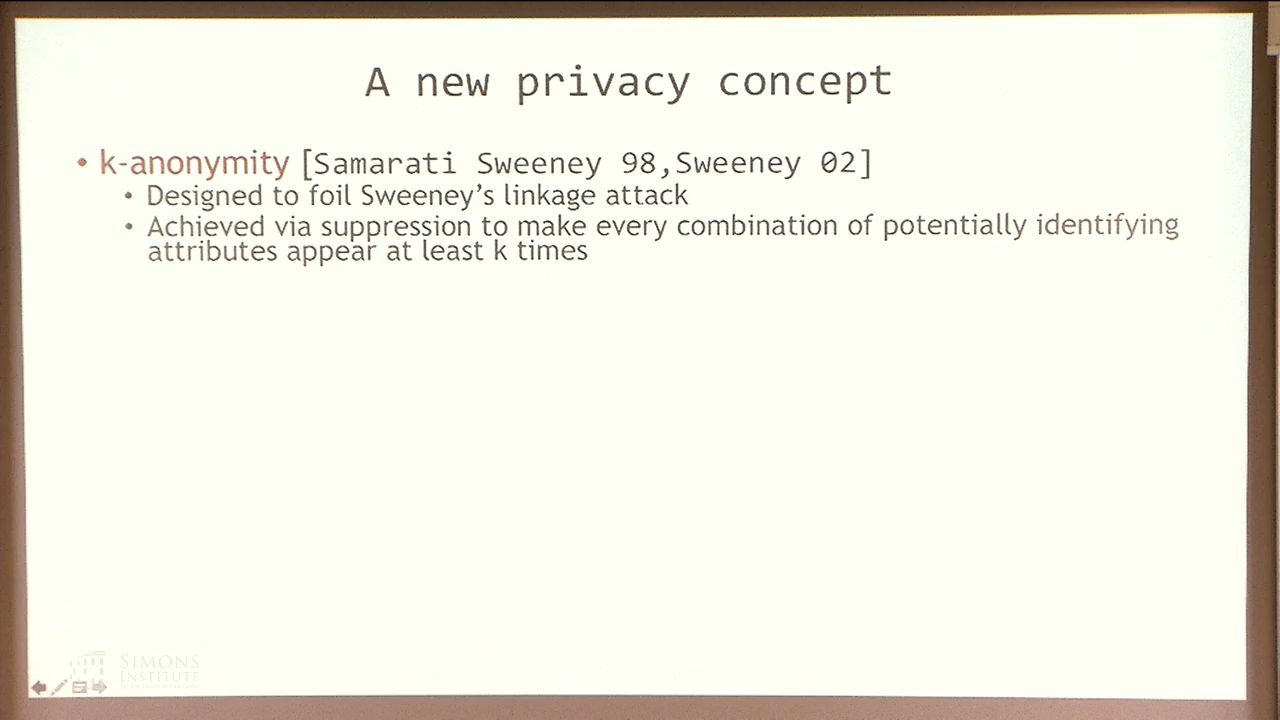 A new privacy concept
• k-anonymity [Samarati Sweeney 98,Sweeney 02]
• Designed to foil Sweeney's linkage attack
• Achieved via suppression to make every combination of potentially identifying
attributes appear at least k times
SIMONS
INSTITUTE